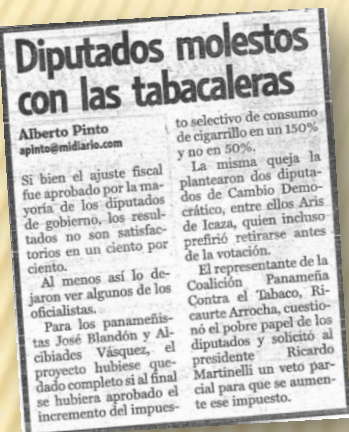 Diputados molestos
con las tabacaleras
Alberto Pinto
apinto@midiario.com
Si bien el ajuste fiscal
fue aprobado por la ma-
yoría de los diputados
de gobierno, los resul-
tados no son satisfac-
torios en un ciento por
ciento.
Al menos así lo de-
jaron ver algunos de los
oficialistas.
Para los panameñis-
tas José Blandón y Al-
cibiades Vásquez, el
proyecto hubiese que-
dado completo si al final
se hubiera aprobado el
incremento del impues-
to selectivo de consumo
de cigarrillo en un 150%
y no en 50%.
La misma queja la
plantearon dos diputa-
dos de Cambio Demo-
crático, entre ellos Aris
de Icaza, quien incluso
prefirió retirarse antes
de la votación.
El representante de la
Coalición Panameña
Contra el Tabaco, Ri-
caurte Arrocha, cuestio-
nó el pobre papel de los
diputados y solicitó al
presidente Ricardo
Martinelli un veto par-
cial para que se aumen-
te ese impuesto.